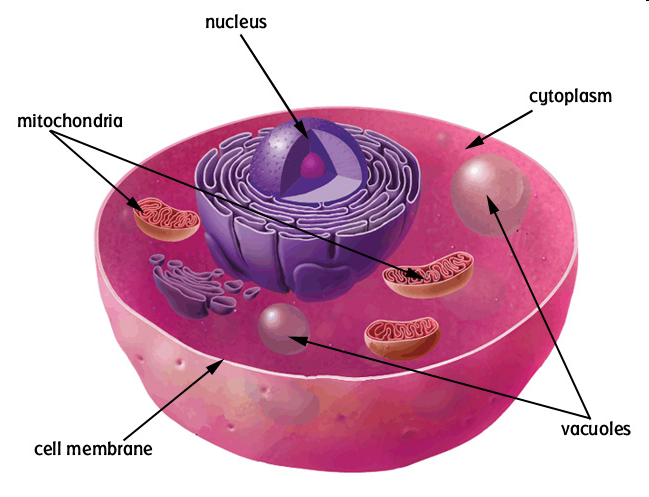 nucleus
cytoplasm
mitochondria
vacuoles
cell membrane